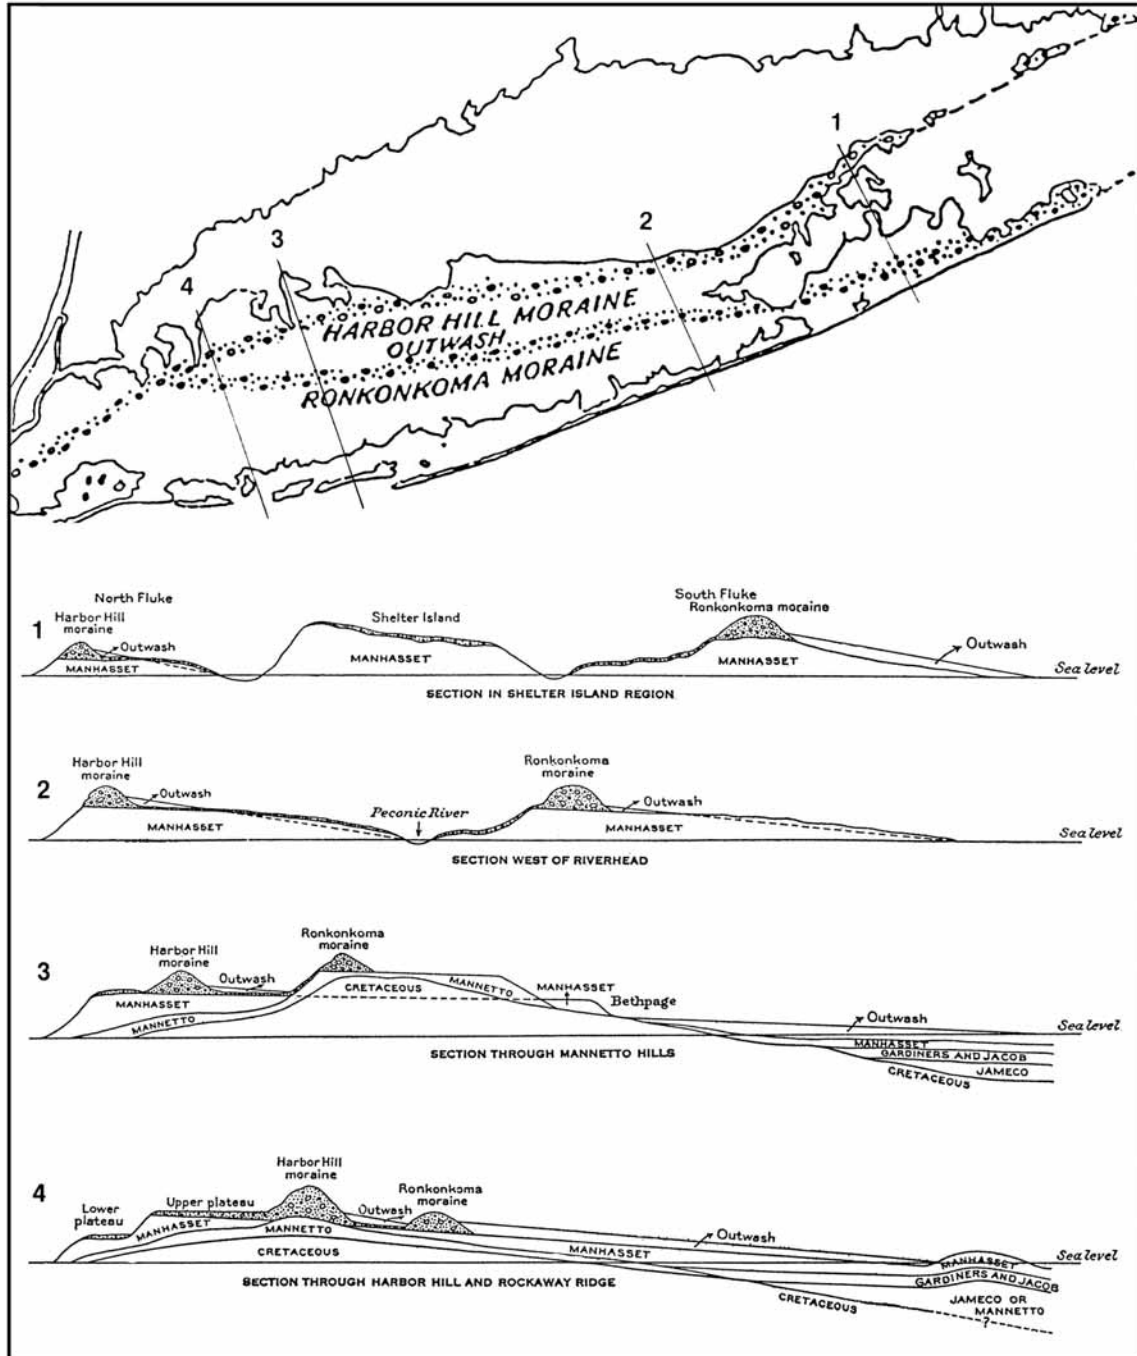 1
2
3
4
HARBOR HILL MORAINE
OUTWASH
RONKONKOMA MORAINE
1
North Fluke
Harbor Hill
moraine
Outwash
MANHASSET
Shelter Island
MANHASSET
South Fluke
Ronkonkoma moraine
MANHASSET
Outwash
Sea level
SECTION IN SHELTER ISLAND REGION
2
Harbor Hill
moraine
Outwash
MANHASSET
Peconic River
Ronkonkoma
moraine
Outwash
MANHASSET
Sea level
SECTION WEST OF RIVERHEAD
3
Harbor Hill
moraine
Outwash
Ronkonkoma
moraine
MANHASSET
MANNETTO
CRETACEOUS
MANNETTO
MANHASSET
Bethpage
Outwash
Sea level
MANHASSET
GARDINERS AND JACOB
CRETACEOUS
JAMECO
SECTION THROUGH MANNETTO HILLS
4
Lower
plateau
Upper plateau
Harbor Hill
moraine
Outwash
Ronkonkoma
moraine
MANHASSET
MANNETTO
CRETACEOUS
MANHASSET
Outwash
MANHASSET
Sea level
GARDINERS AND JACOB
CRETACEOUS
JAMECO OR
MANNETTO
?
SECTION THROUGH HARBOR HILL AND ROCKAWAY RIDGE